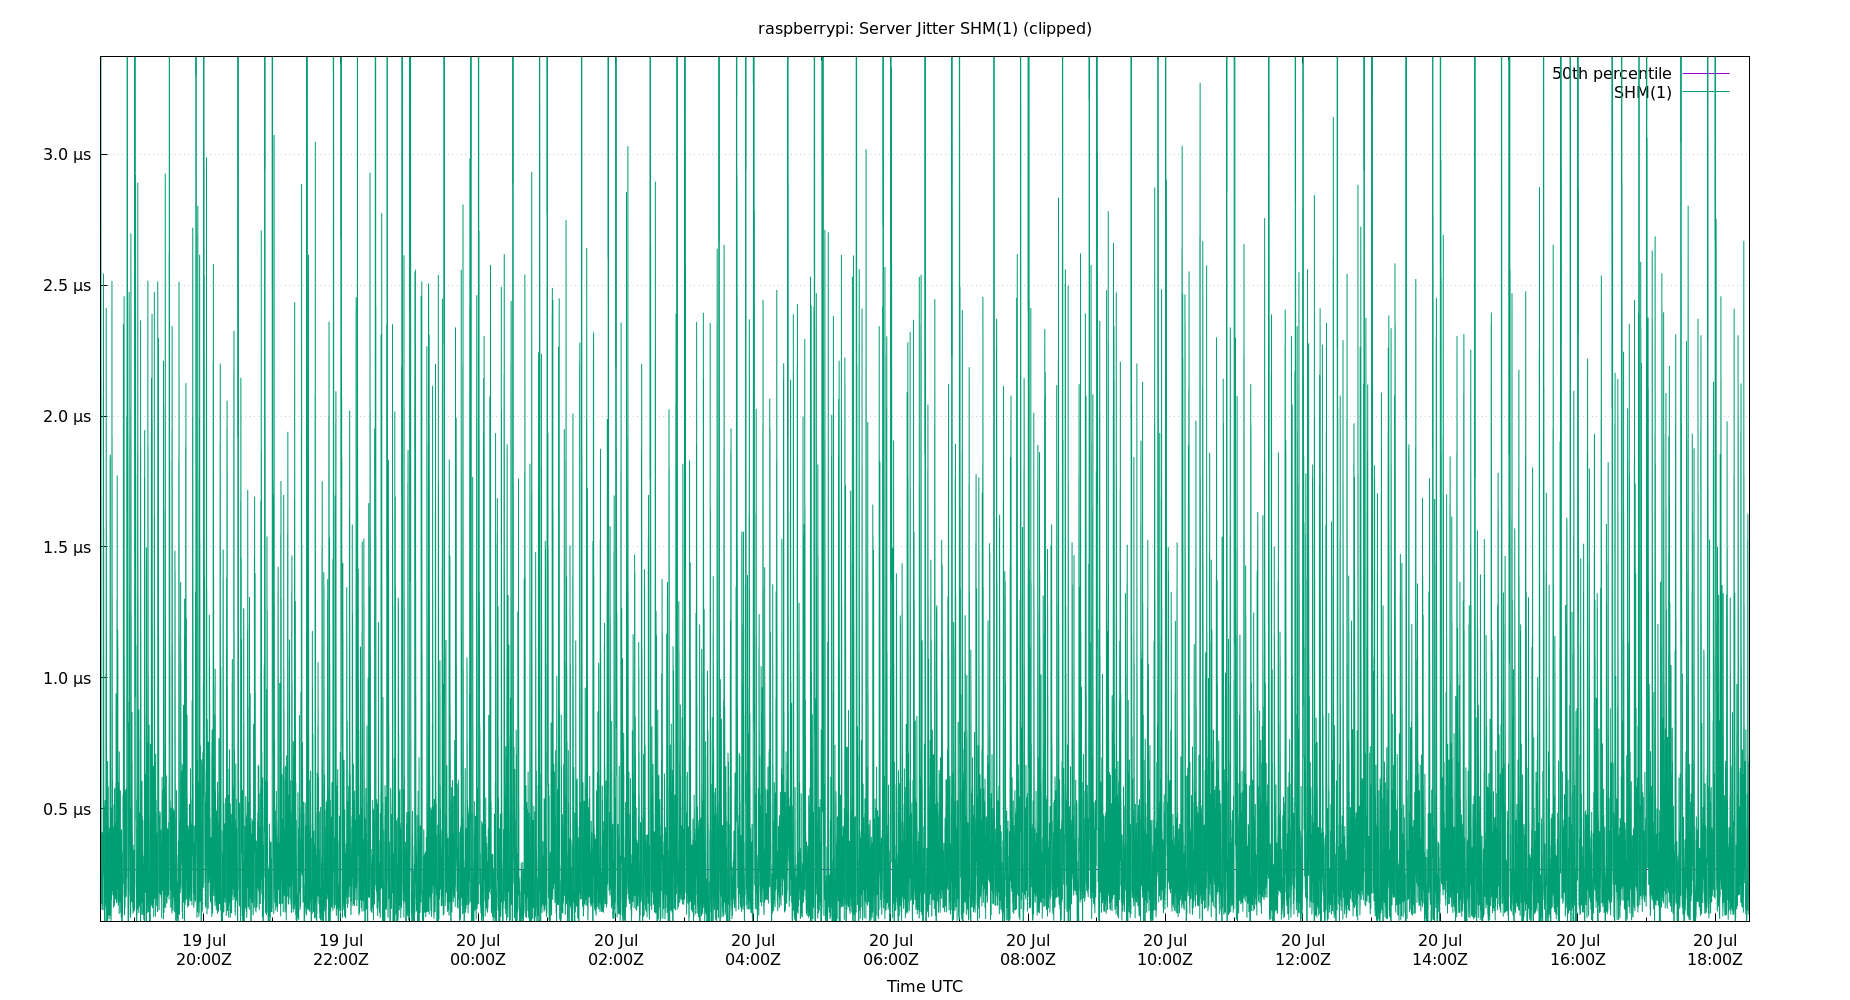 raspberrypi: Server Jitter SHM(1) (clipped)
50th percentile
SHM(1)
3.0 µs
2.5 µs
2.0 µs
1.5 µs
1.0 µs
0.5 µs
19 Jul 19 Jul 20 Jul 20 Jul 20 Jul 20 Jul 20 Jul 20 Jul 20 Jul 20 Jul 20 Jul 20 Jul
20:00Z 22:00Z 00:00Z 02:00Z 04:00Z 06:00Z 08:00Z 10:00Z 12:00Z 14:00Z 16:00Z 18:00Z
Time UTC